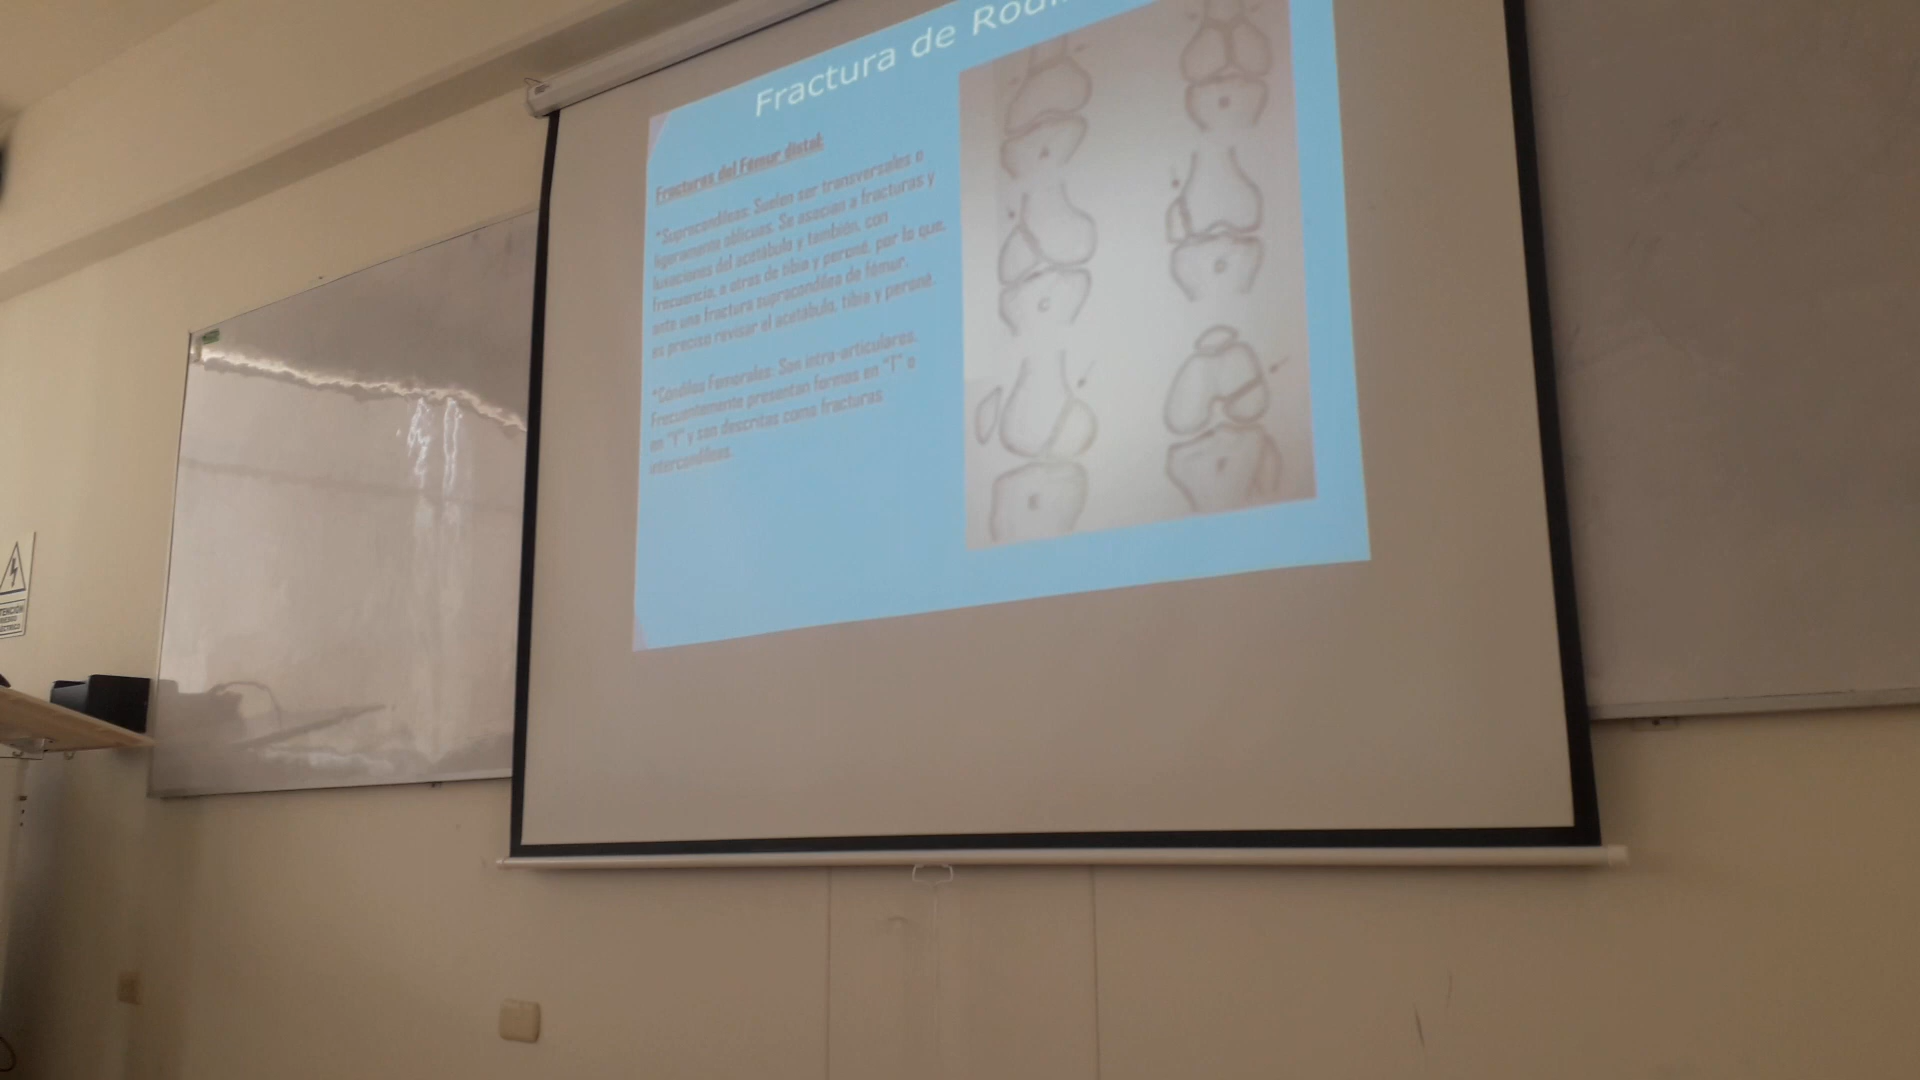 Fractura de Rodi
Fracturas del Fémur distal:
*Supracondíleas: Suelen ser transversales o
ligeramente oblicuas. Se asocian a fracturas y
luxaciones del acetábulo y también, con
frecuencia, a otras de tibia y peroné, por lo que,
ante una fractura supracondílea de fémur,
es preciso revisar el acetábulo, tibia y peroné.
*Cóndilos Femorales: Son intra-articulares.
Frecuentemente presentan formas en "T" o
en "Y" y son descritas como fracturas
intercondíleas.
TENCIÓN
RIESGO
ÉCTRICO